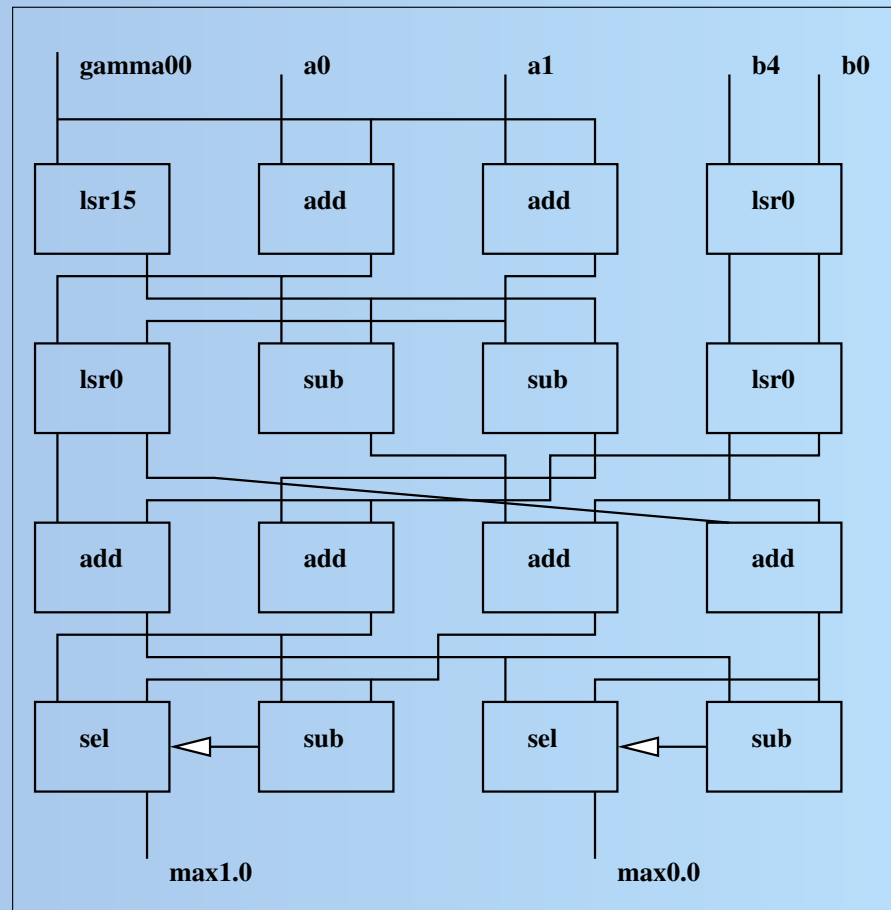 gamma00 a0 a1 b4 b0
lsr15 add add lsr0
lsr0 sub sub lsr0
add add add add
sel sub sel sub
max1.0 max0.0